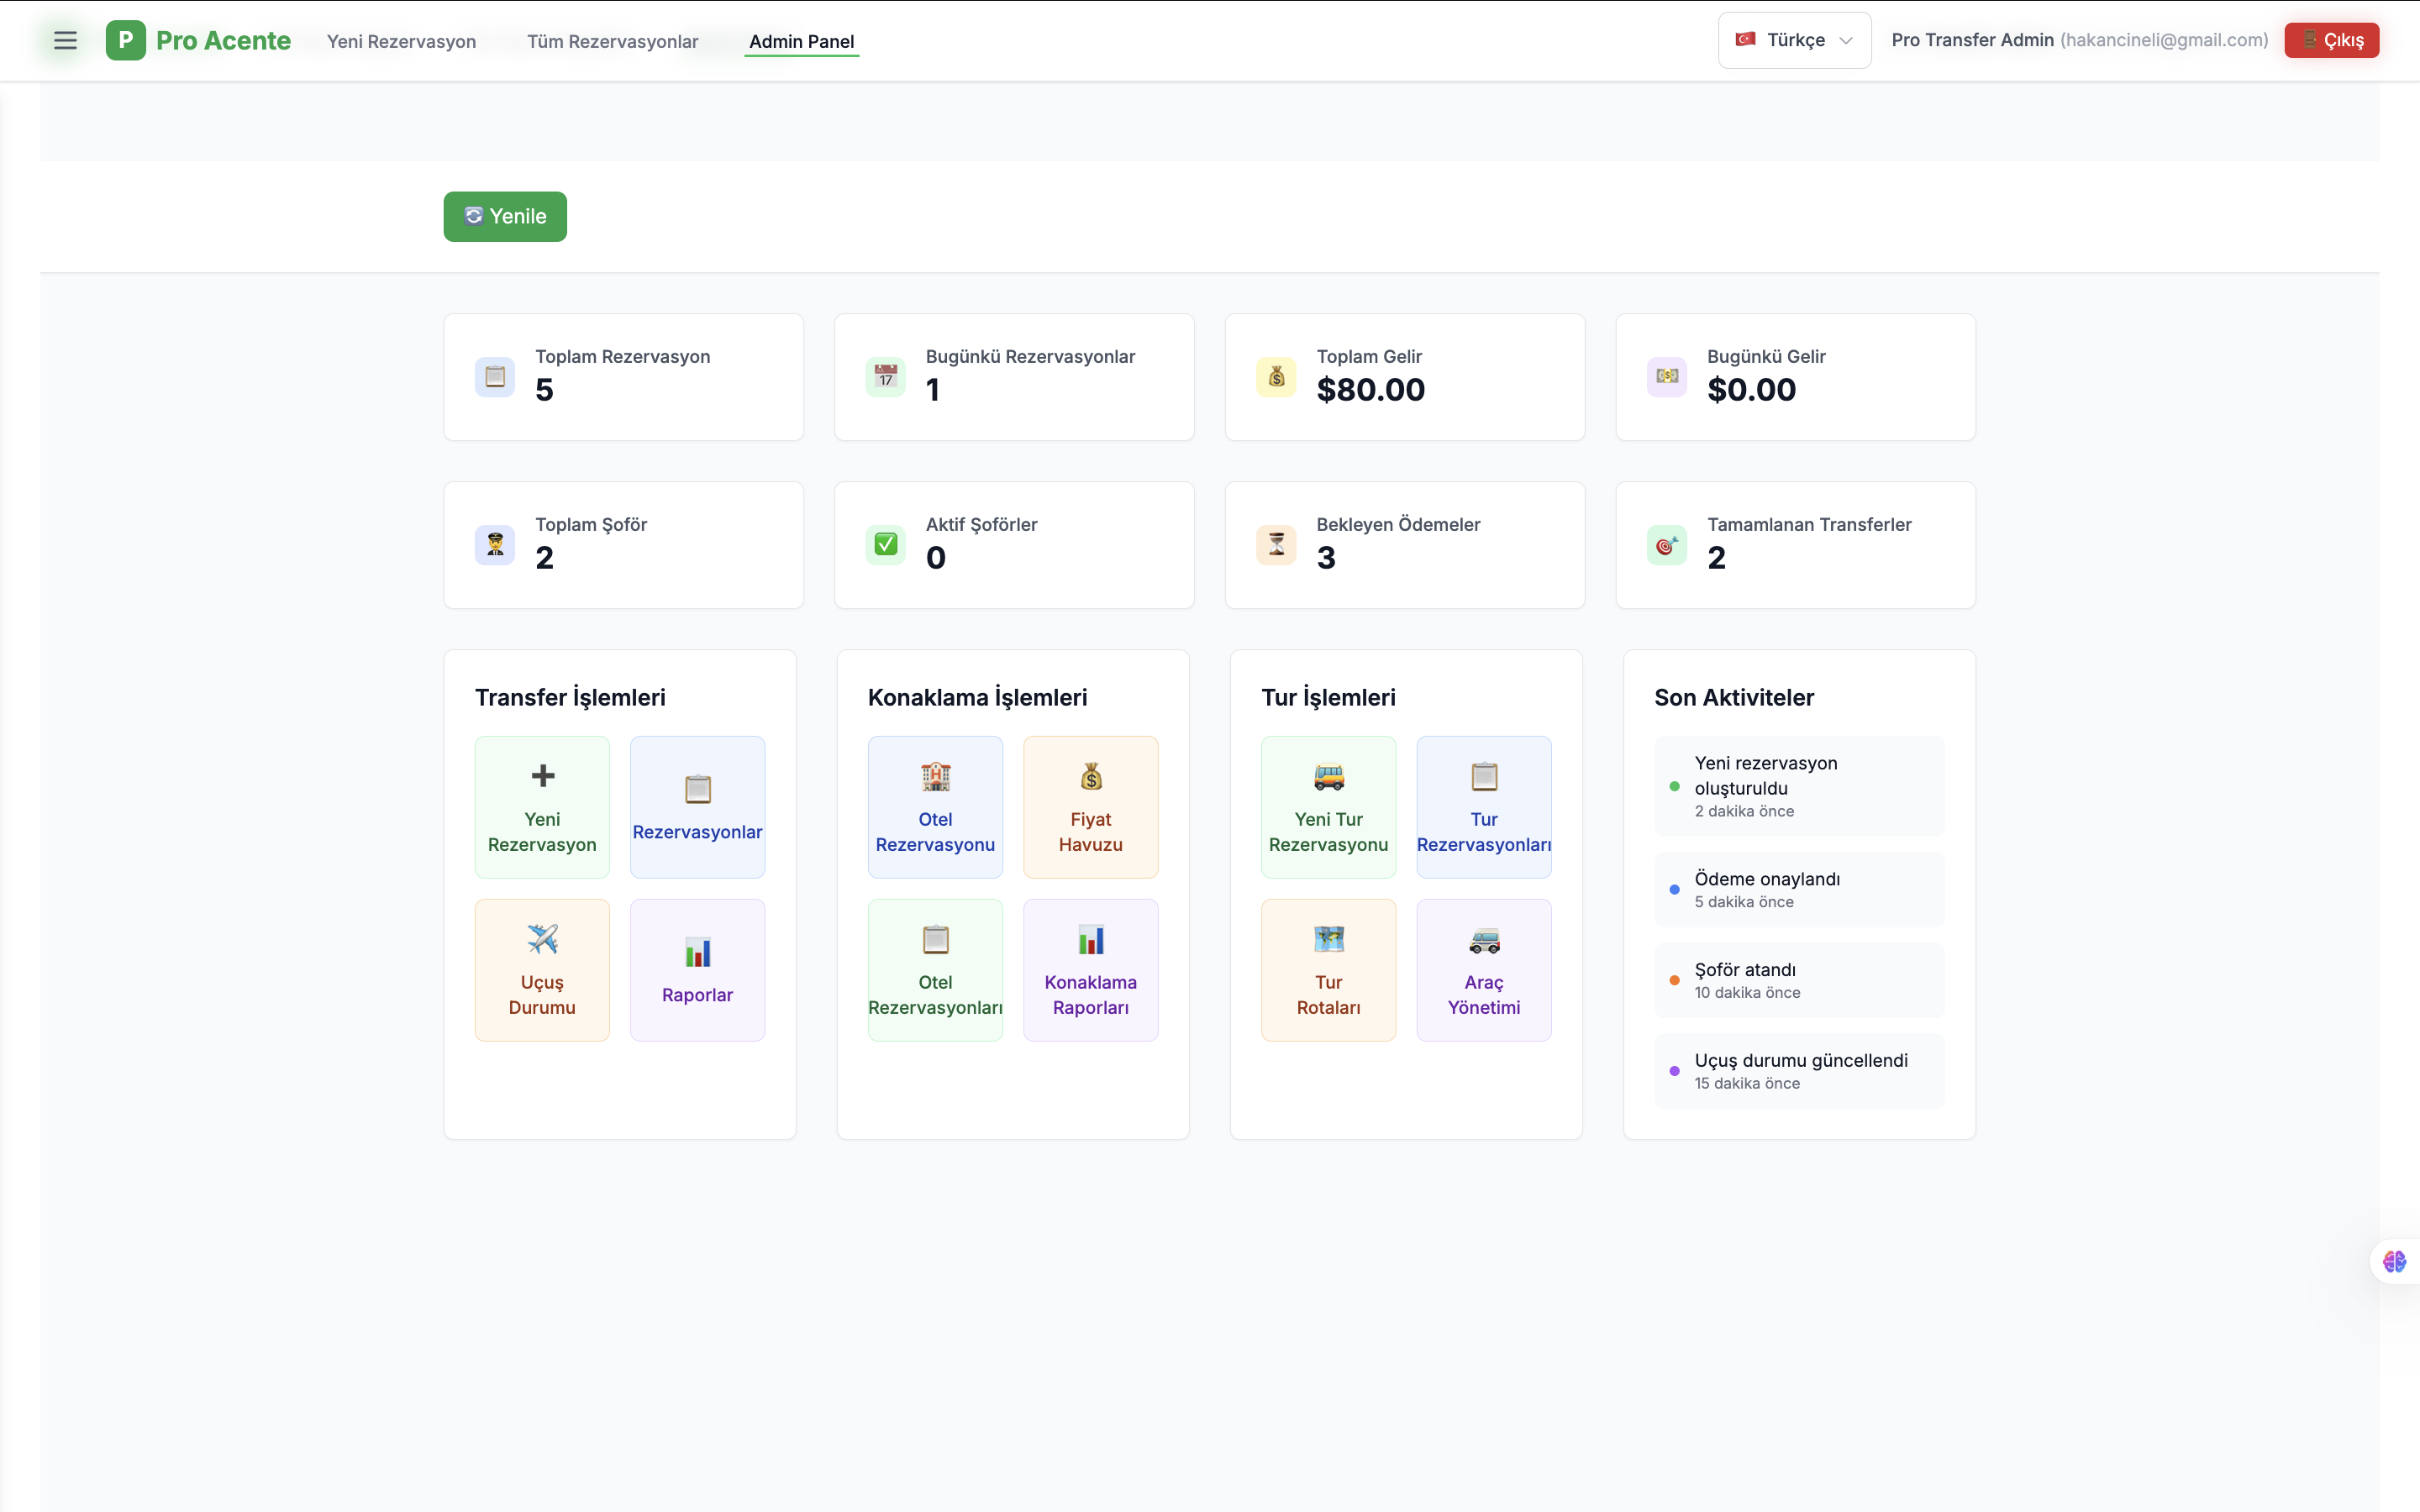 P Pro Acente Yeni Rezervasyon Tüm Rezervasyonlar Admin Panel Türkçe Pro Transfer Admin (hakancineli@gmail.com) Çıkış
Yenile
Toplam Rezervasyon
5
Bugünkü Rezervasyonlar
1
Toplam Gelir
$80.00
Bugünkü Gelir
$0.00
Toplam Şoför
2
Aktif Şoförler
0
Bekleyen Ödemeler
3
Tamamlanan Transferler
2
Transfer İşlemleri
Yeni
Rezervasyon
Rezervasyonlar
Uçuş
Durumu
Raporlar
Konaklama İşlemleri
Otel
Rezervasyonu
Fiyat
Havuzu
Otel
Rezervasyonları
Konaklama
Raporları
Tur İşlemleri
Yeni Tur
Rezervasyonu
Tur
Rezervasyonları
Tur
Rotaları
Araç
Yönetimi
Son Aktiviteler
Yeni rezervasyon
oluşturuldu
2 dakika önce
Ödeme onaylandı
5 dakika önce
Şoför atandı
10 dakika önce
Uçuş durumu güncellendi
15 dakika önce